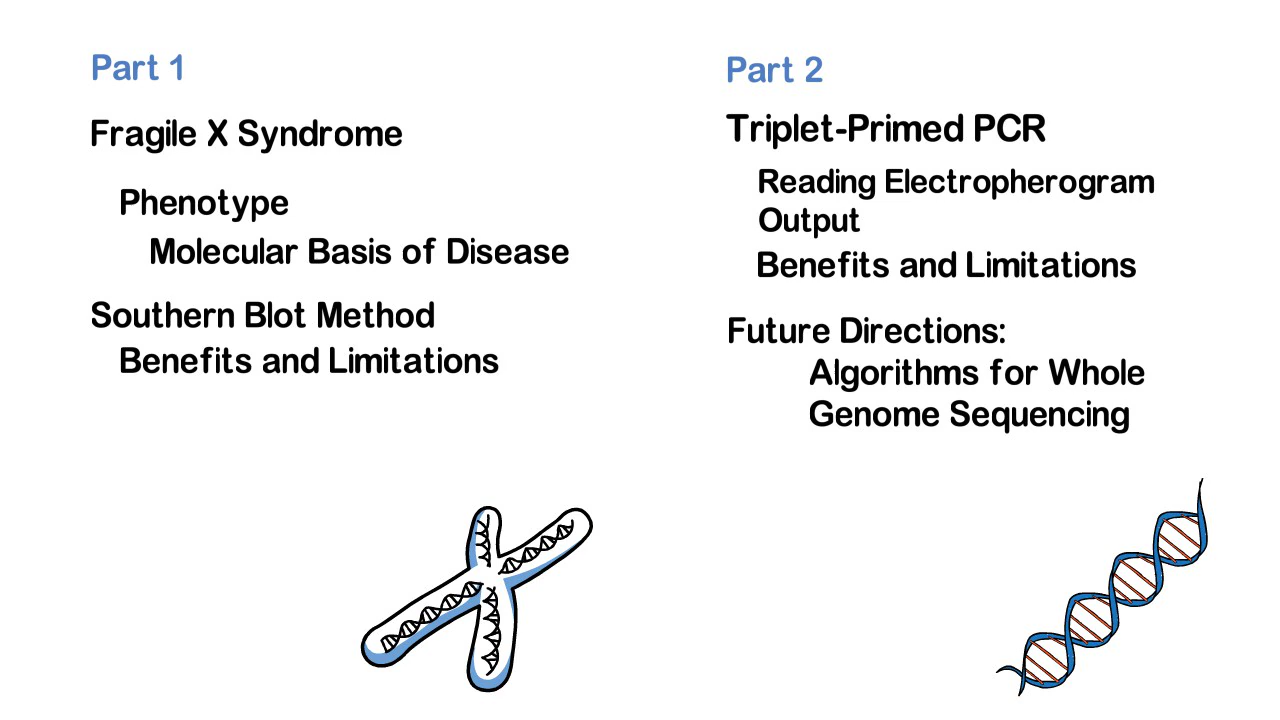 Part 1
Fragile X Syndrome
Phenotype
Molecular Basis of Disease
Southern Blot Method
Benefits and Limitations
Part 2
Triplet-Primed PCR
Reading Electropherogram
Output
Benefits and Limitations
Future Directions:
Algorithms for Whole
Genome Sequencing